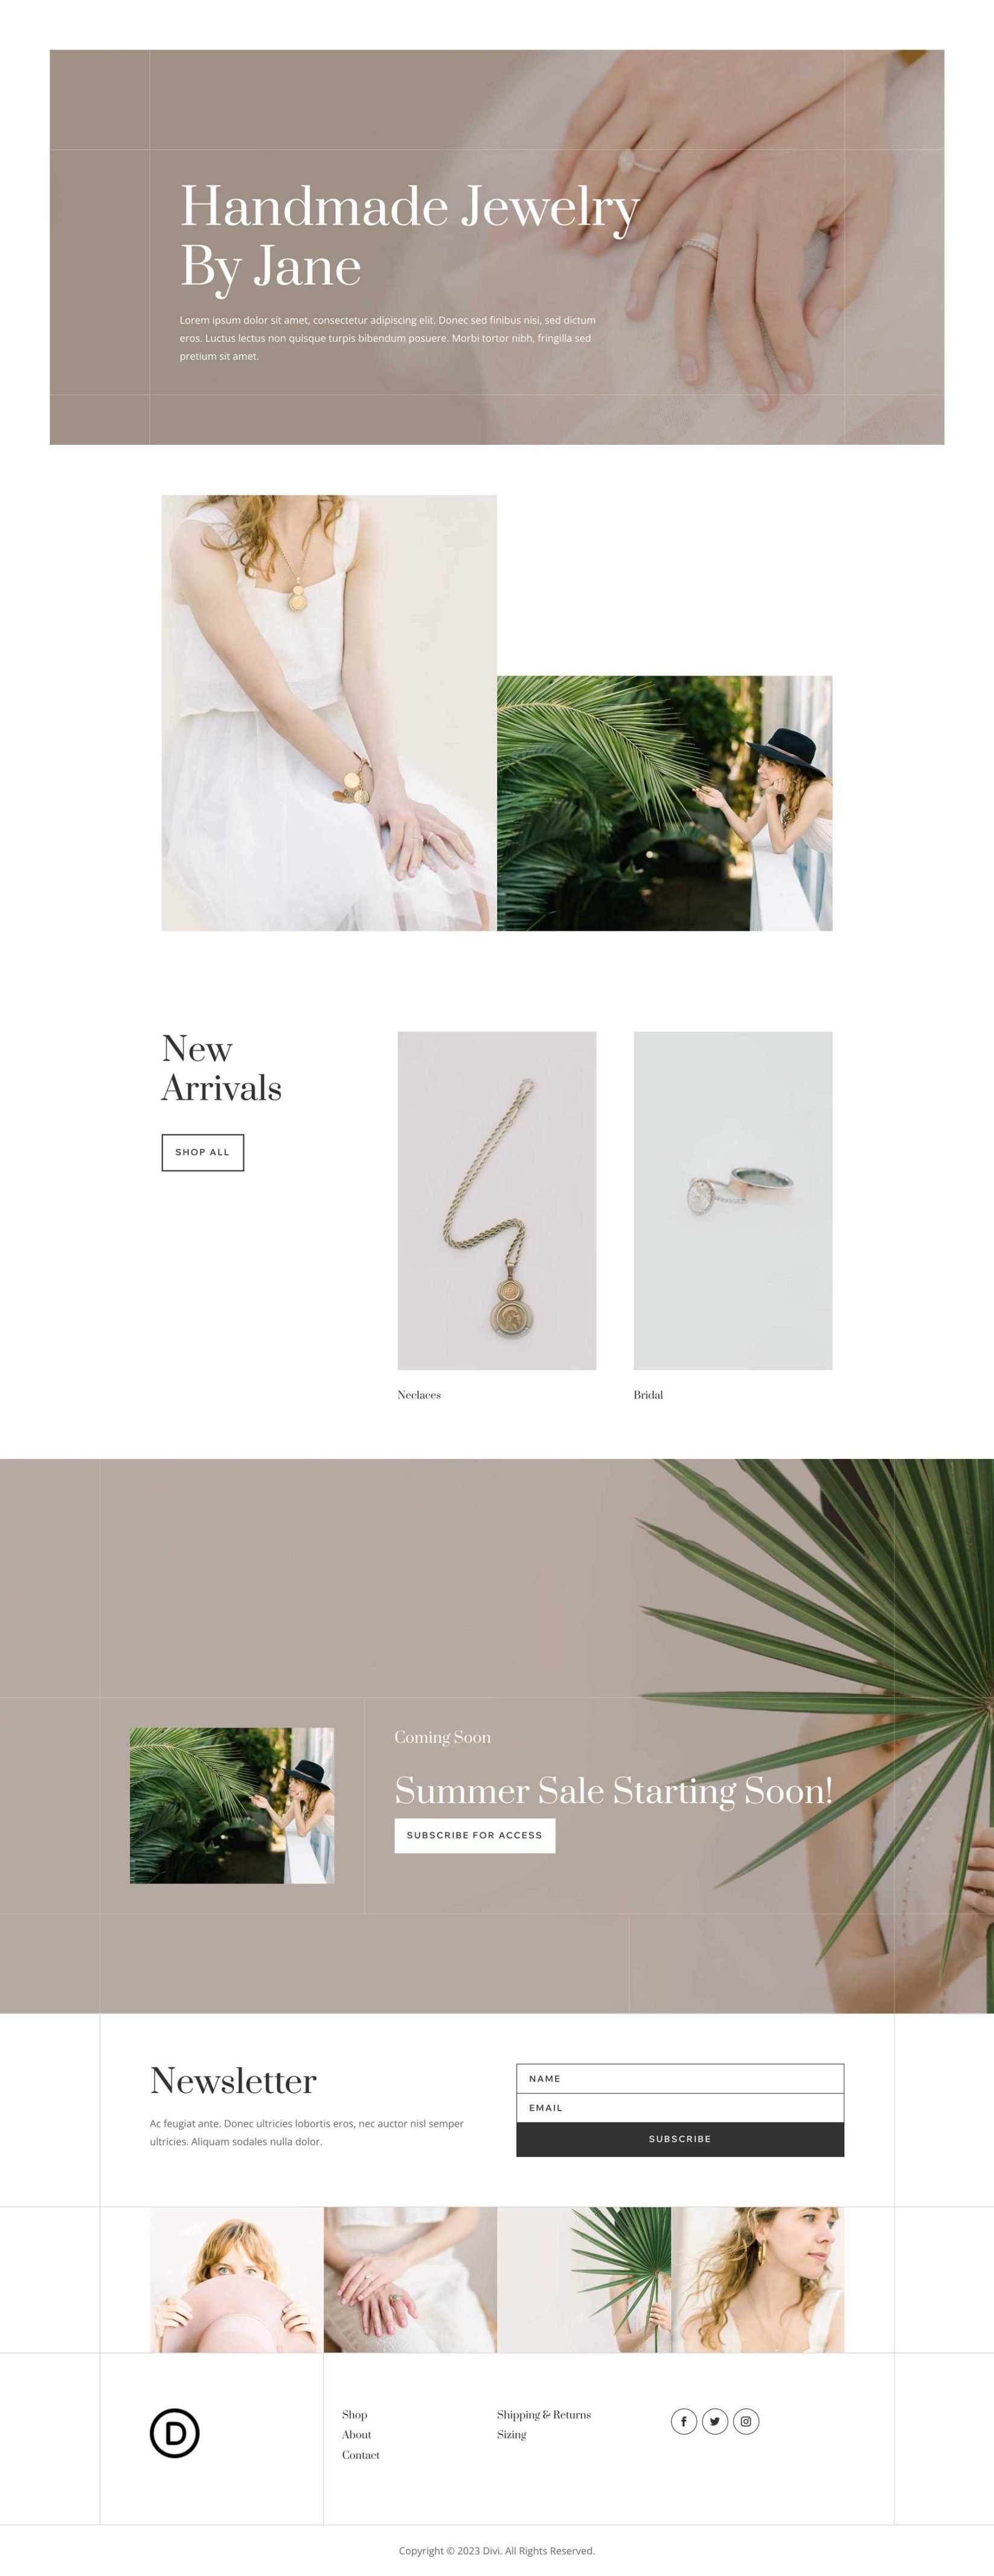 Handmade Jewelry
By Jane
Lorem ipsum dolor sit amet, consectetur adipiscing elit. Donec sed finibus nisi, sed dictum
eros. Luctus lectus non quisque turpis bibendum posuere. Morbi tortor nibh, fringilla sed
pretium sit amet.
New
Arrivals
SHOP ALL
Neclaces
Bridal
Coming Soon
Summer Sale Starting Soon!
SUBSCRIBE FOR ACCESS
Newsletter
Ac feugiat ante. Donec ultricies lobortis eros, nec auctor nisl semper
ultricies. Aliquam sodales nulla dolor.
NAME
EMAIL
SUBSCRIBE
D
Shop
About
Contact
Shipping & Returns
Sizing
Copyright © 2023 Divi. All Rights Reserved.